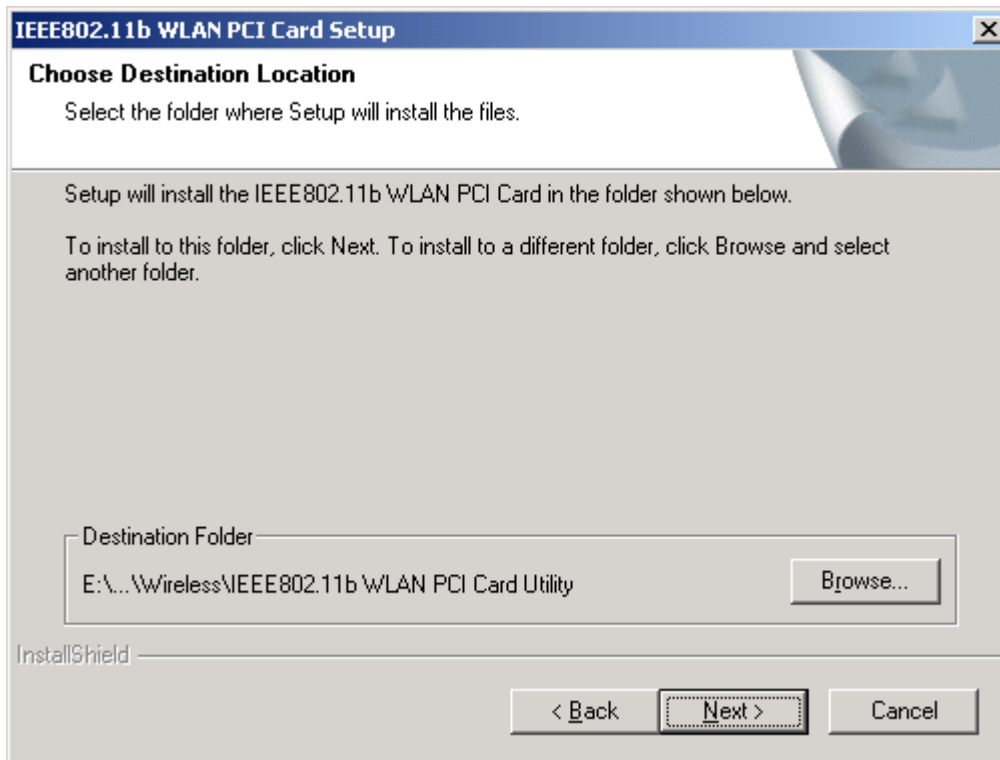 IEEE802.11b WLAN PCI Card Setup
Choose Destination Location
Select the folder where Setup will install the files.
Setup will install the IEEE802.11b WLAN PCI Card in the folder shown below.
To install to this folder, click Next. To install to a different folder, click Browse and select
another folder.
Destination Folder
E:\...\Wireless\IEEE802.11b WLAN PCI Card Utility
Browse...
InstallShield
< Back
Next >
Cancel